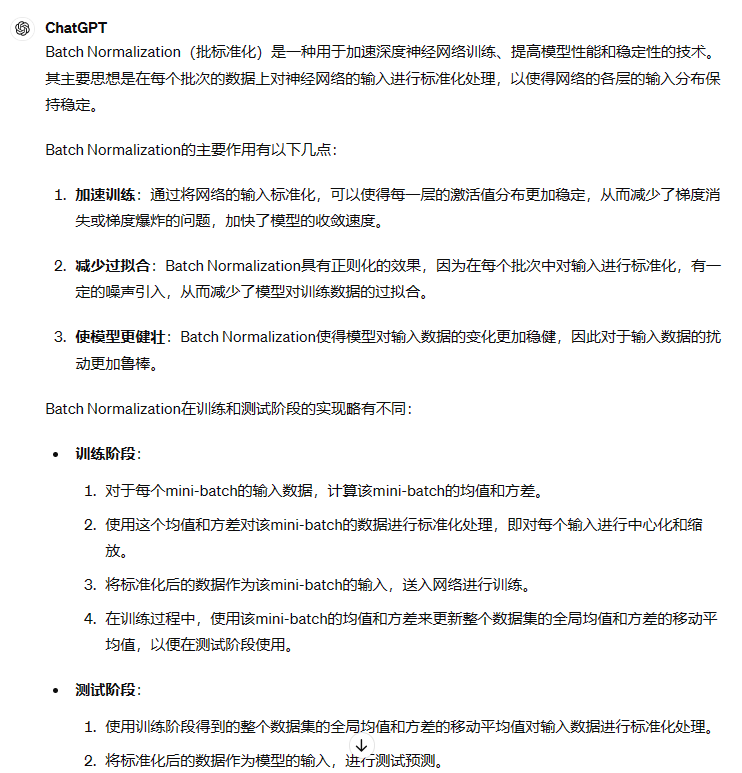 ChatGPT
Batch Normalization（批标准化）是一种用于加速深度神经网络训练、提高模型性能和稳定性的技术。
其主要思想是在每个批次的数据上对神经网络的输入进行标准化处理，以使得网络的各层的输入分布保
持稳定。
Batch Normalization的主要作用有以下几点：
1. 加速训练：通过将网络的输入标准化，可以使得每一层的激活值分布更加稳定，从而减少了梯度消
失或梯度爆炸的问题，加快了模型的收敛速度。
2. 减少过拟合：Batch Normalization具有正则化的效果，因为在每个批次中对输入进行标准化，有一
定的噪声引入，从而减少了模型对训练数据的过拟合。
3. 使模型更健壮：Batch Normalization使得模型对输入数据的变化更加稳健，因此对于输入数据的扰
动更加鲁棒。
Batch Normalization在训练和测试阶段的实现略有不同：
• 训练阶段：
1. 对于每个mini-batch的输入数据，计算该mini-batch的均值和方差。
2. 使用这个均值和方差对该mini-batch的数据进行标准化处理，即对每个输入进行中心化和缩
放。
3. 将标准化后的数据作为该mini-batch的输入，送入网络进行训练。
4. 在训练过程中，使用该mini-batch的均值和方差来更新整个数据集的全局均值和方差的移动平
均值，以便在测试阶段使用。
• 测试阶段：
1. 使用训练阶段得到的整个数据集的全局均值和方差的移动平均值对输入数据进行标准化处理。
2. 将标准化后的数据作为模型的输入，进行测试预测。